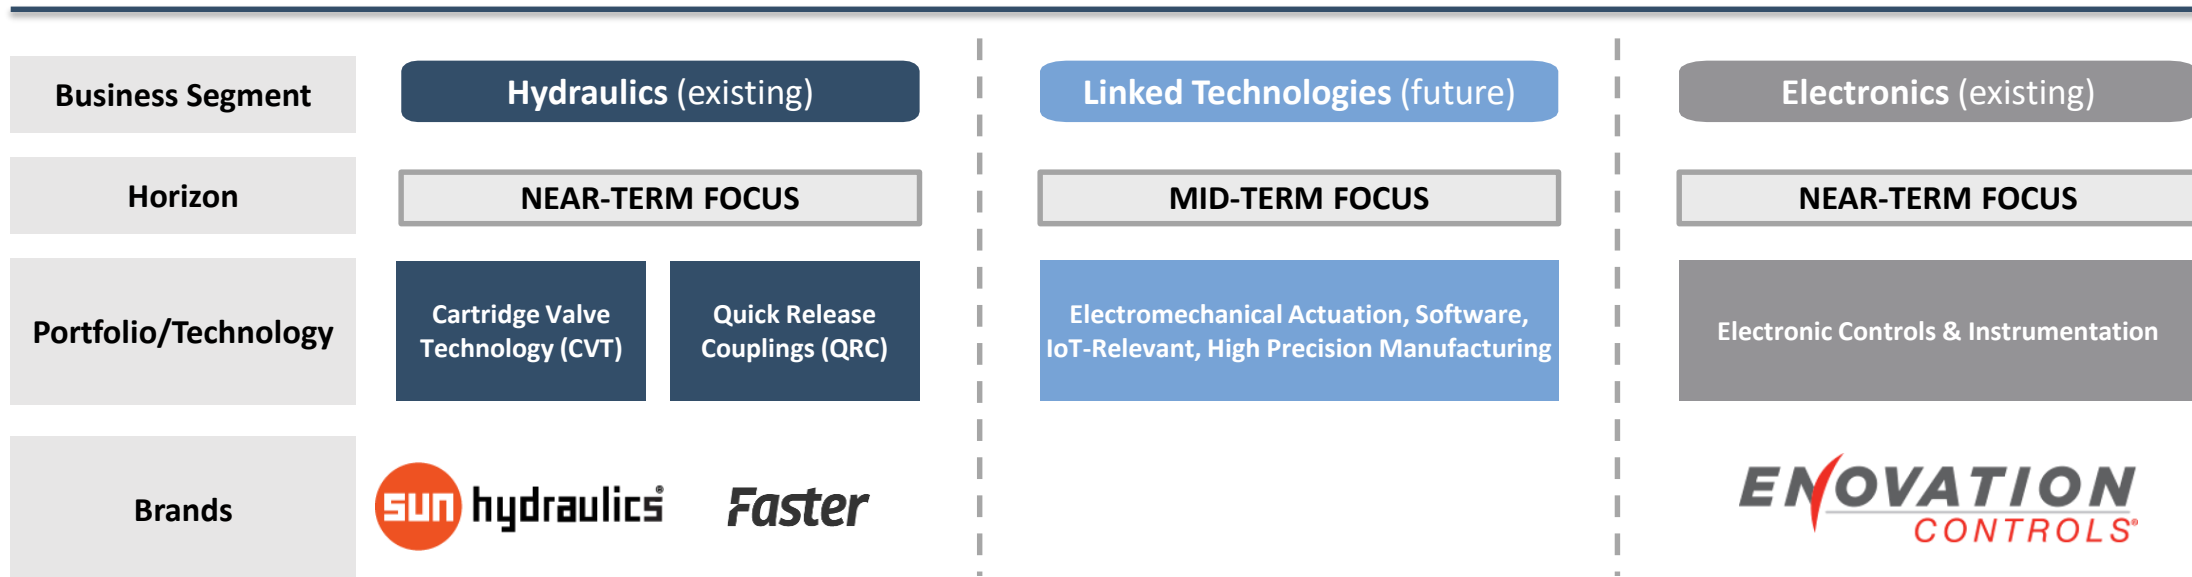 Business Segment
Hydraulics (existing)
Linked Technologies (future)
Electronics (existing)
Horizon
NEAR-TERM FOCUS
MID-TERM FOCUS
NEAR-TERM FOCUS
Portfolio/Technology
Cartridge Valve
Technology (CVT)
Quick Release
Couplings (QRC)
Electromechanical Actuation, Software,
IoT-Relevant, High Precision Manufacturing
Electronic Controls & Instrumentation
Brands
sun hydraulics®
Faster
ENOVATION
CONTROLS®